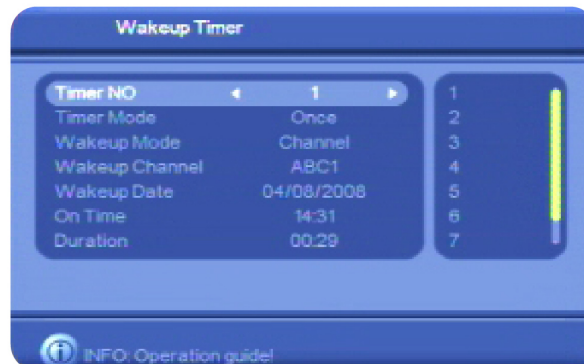 Wakeup Timer
Timer NO 1
Timer Mode Once
Wakeup Mode Channel
Wakeup Channel ABC1
Wakeup Date 04/08/2008
On Time 14:31
Duration 00:29
1
2
3
4
5
6
7
INFO: Operation guide!